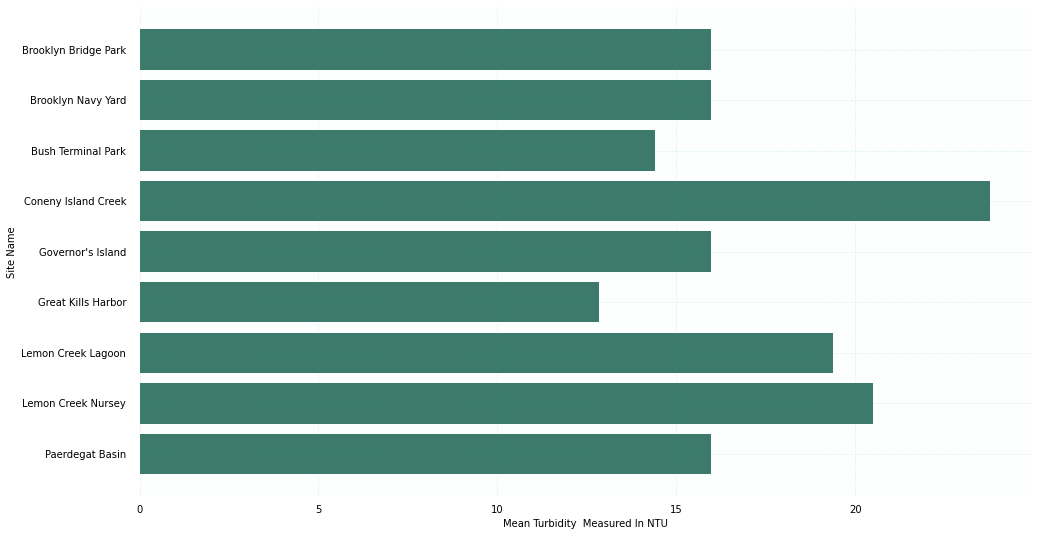 Brooklyn Bridge Park
Brooklyn Navy Yard
Bush Terminal Park
Coneny Island Creek
Governor's Island
Great Kills Harbor
Lemon Creek Lagoon
Lemon Creek Nursey
Paerdegat Basin
Site Name
0 5 10 15 20
Mean Turbidity  Measured In NTU